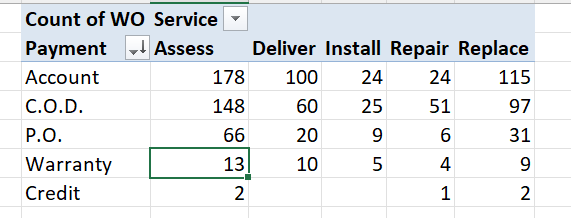 Count of WO Service
Payment Assess Deliver Install Repair Replace
Account 178 100 24 24 115
C.O.D. 148 60 25 51 97
P.O. 66 20 9 6 31
Warranty 13 10 5 4 9
Credit 2 1 2